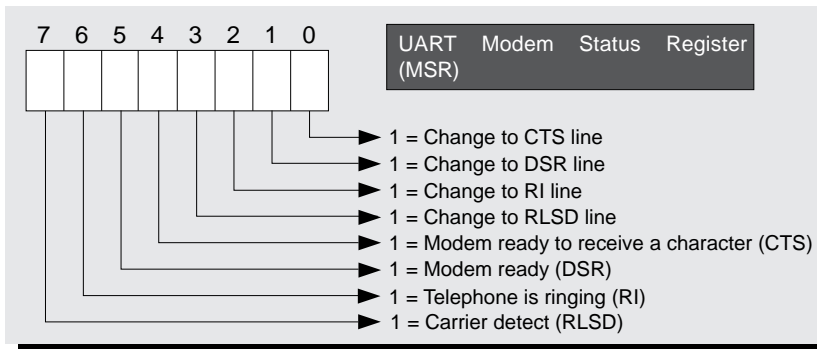 7 6 5 4 3 2 1 0
UART Modem Status Register
(MSR)
1 = Change to CTS line
1 = Change to DSR line
1 = Change to RI line
1 = Change to RLSD line
1 = Modem ready to receive a character (CTS)
1 = Modem ready (DSR)
1 = Telephone is ringing (RI)
1 = Carrier detect (RLSD)